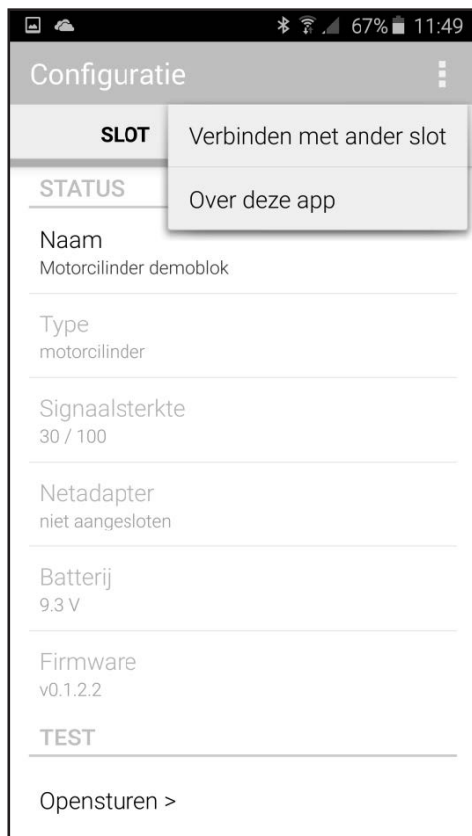 67% 11:49
Configuratie
SLOT
Verbinden met ander slot
Over deze app
STATUS
Naam
Motorcilinder demoblok
Type
motorcilinder
Signaalsterkte
30 / 100
Netadapter
niet aangesloten
Batterij
9.3 V
Firmware
v0.1.2.2
TEST
Opensturen >